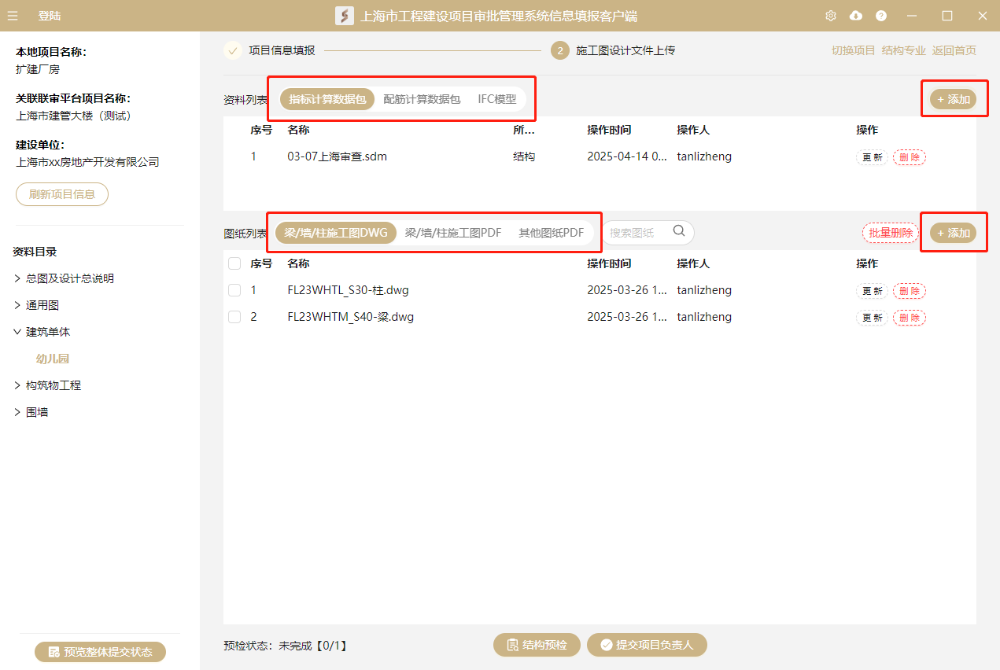 登陆
上海市工程建设项目审批管理系统信息填报客户端
本地项目名称：
扩建厂房
关联联审平台项目名称：
上海市建管大楼（测试）
建设单位：
上海市xx房地产开发有限公司
刷新项目信息
资料目录
总图及设计总说明
通用图
建筑单体
幼儿园
构筑物工程
围墙
预览整体提交状态
项目信息填报
2 施工图设计文件上传
切换项目 结构专业 返回首页
资料列表 指标计算数据包 配筋计算数据包 IFC模型 + 添加
序号 名称 所... 操作时间 操作人 操作
1 03-07上海审查.sdm 结构 2025-04-14 0... tanlizheng 更新 删除
图纸列表 梁/墙/柱施工图DWG 梁/墙/柱施工图PDF 其他图纸PDF 搜索图纸 批量删除 + 添加
序号 名称 操作时间 操作人 操作
1 FL23WHTL_S30-柱.dwg 2025-03-26 1... tanlizheng 更新 删除
2 FL23WHTM_S40-梁.dwg 2025-03-26 1... tanlizheng 更新 删除
预检状态：未完成【0/1】 结构预检 提交项目负责人